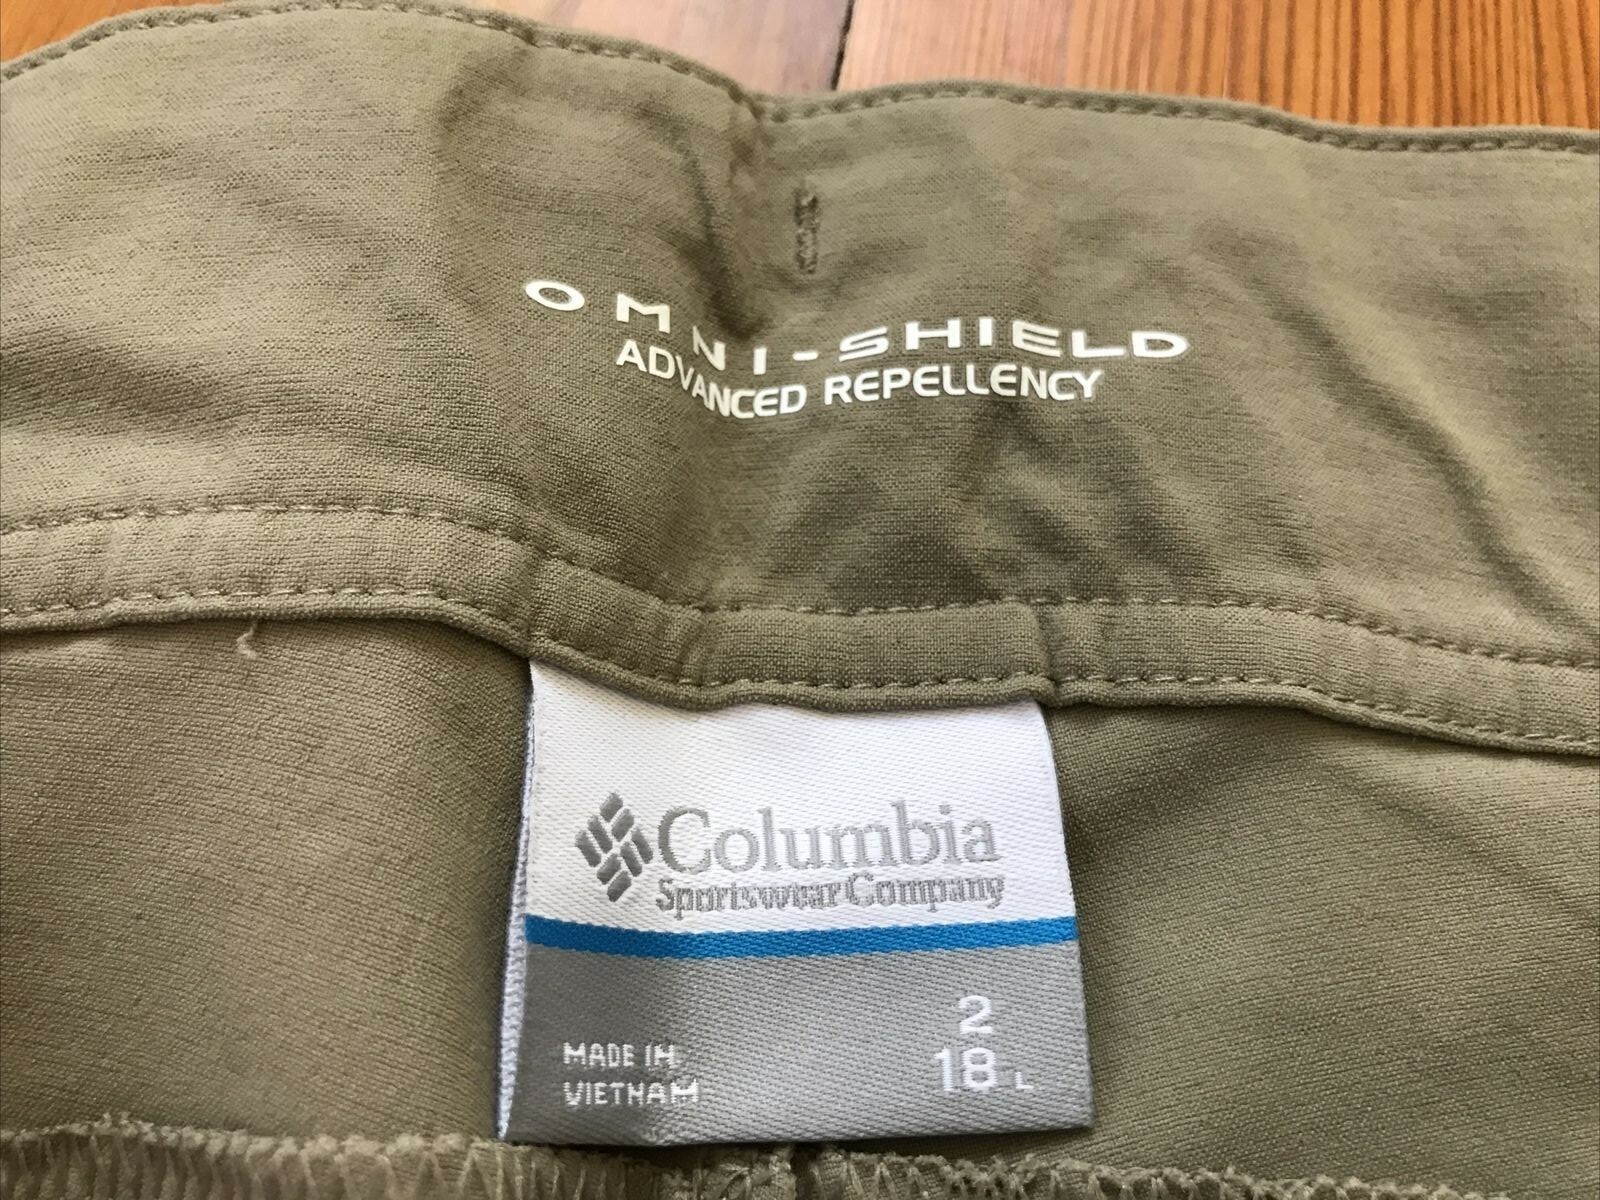 OMNI-SHIELD
ADVANCED REPELLENCY
Columbia
Sportswear Company
2
18 L
MADE IN
VIETNAM